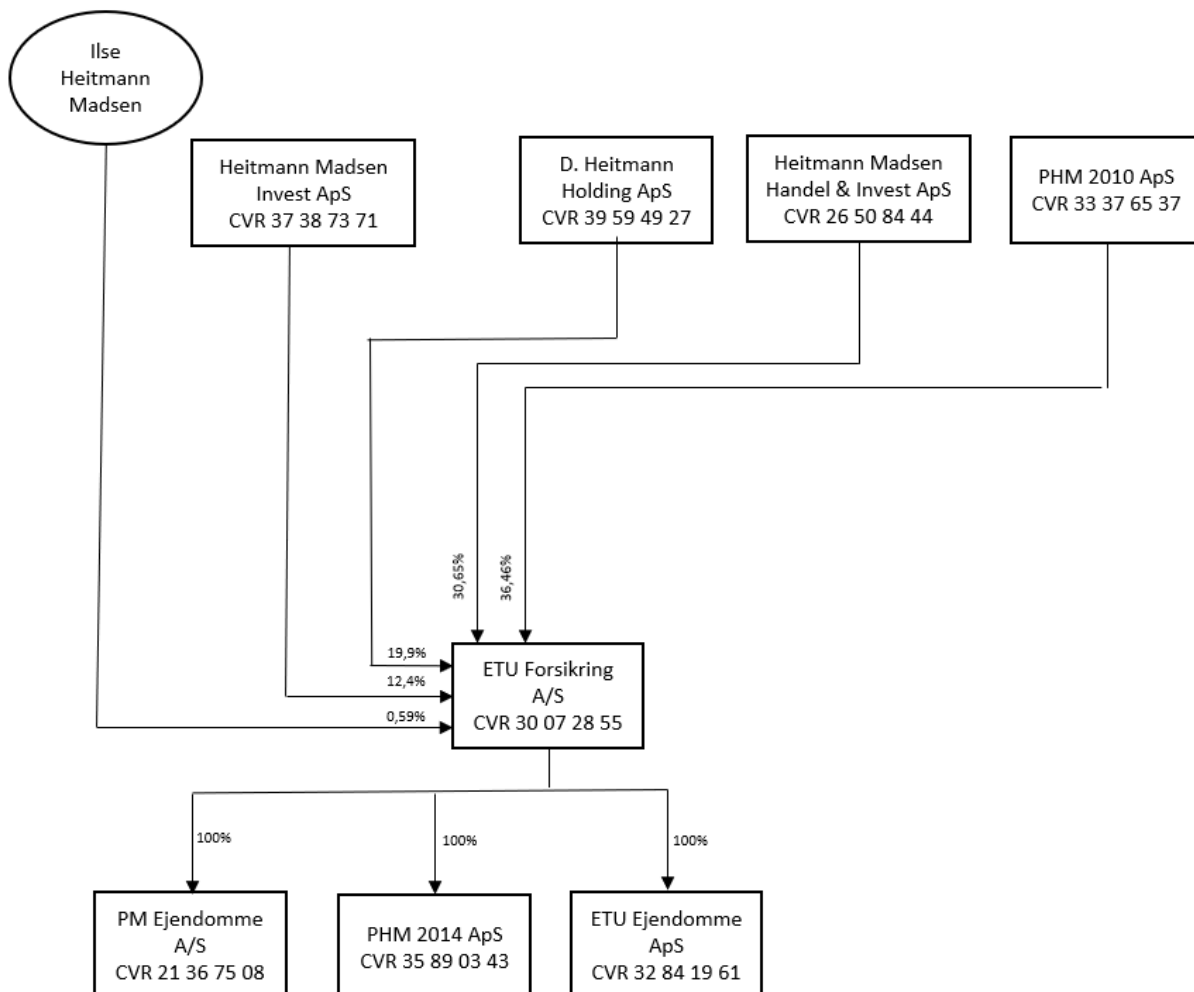 Ilse
Heitmann
Madsen
Heitmann Madsen
Invest ApS
CVR 37 38 73 71
D. Heitmann
Holding ApS
CVR 39 59 49 27
Heitmann Madsen
Handel & Invest ApS
CVR 26 50 84 44
PHM 2010 ApS
CVR 33 37 65 37
30,65%
36,46%
19,9%
12,4%
0,59%
ETU Forsikring
A/S
CVR 30 07 28 55
100%
100%
100%
PM Ejendomme
A/S
CVR 21 36 75 08
PHM 2014 ApS
CVR 35 89 03 43
ETU Ejendomme
ApS
CVR 32 84 19 61